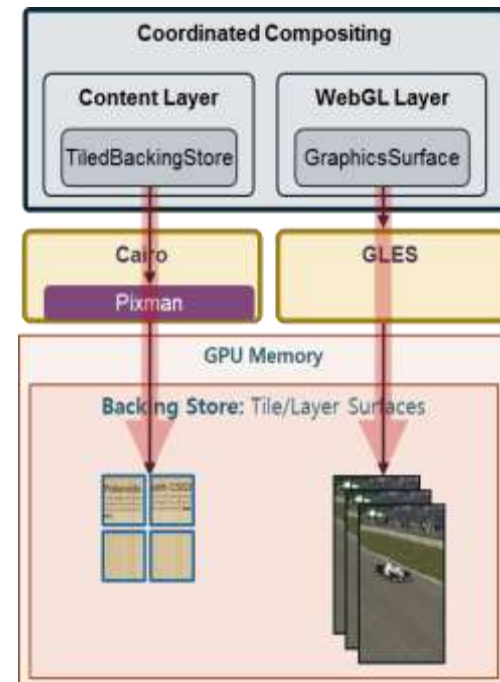 Coordinated Compositing
Content Layer
WebGL Layer
TiledBackingStore
GraphicsSurface
Cairo
GLES
Pixman
GPU Memory
Backing Store: Tile/Layer Surfaces